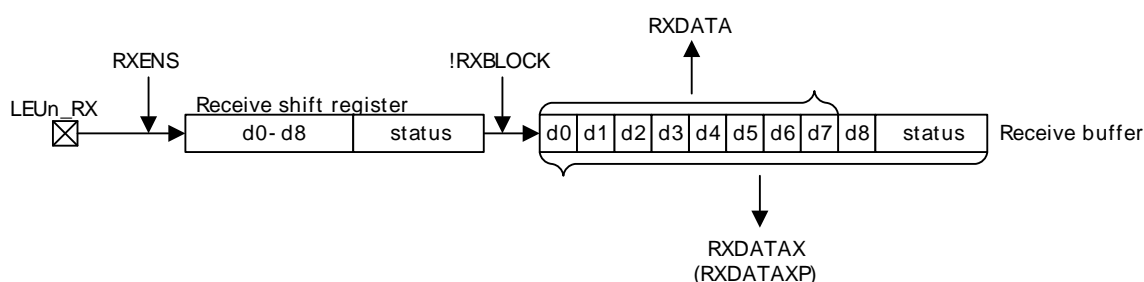 RXDATA
RXENS
!RXBLOCK
LEUn_RX
Receive shift register
d0- d8 status
d0 d1 d2 d3 d4 d5 d6 d7 d8 status
Receive buffer
RXDATAX
(RXDATAXP)